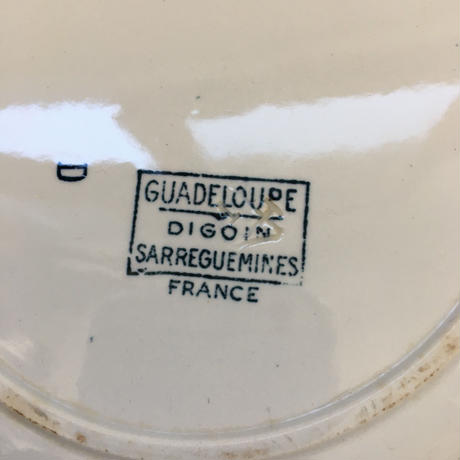 D
GUADELOUPE
DIGOIN
SARREGUEMINES
FRANCE